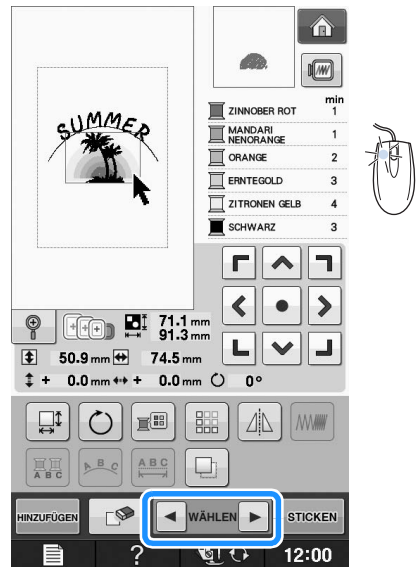 min
ZINNOBER ROT 1
MANDARI
NENORANGE 1
ORANGE 2
ERNTEGOLD 3
ZITRONEN GELB 4
SCHWARZ 3
SUMMER
71.1 mm
91.3 mm
50.9 mm 74.5 mm
+ 0.0 mm + 0.0 mm 0°
A B C A B C A B C
HINZUFÜGEN WÄHLEN STICKEN
? 12:00